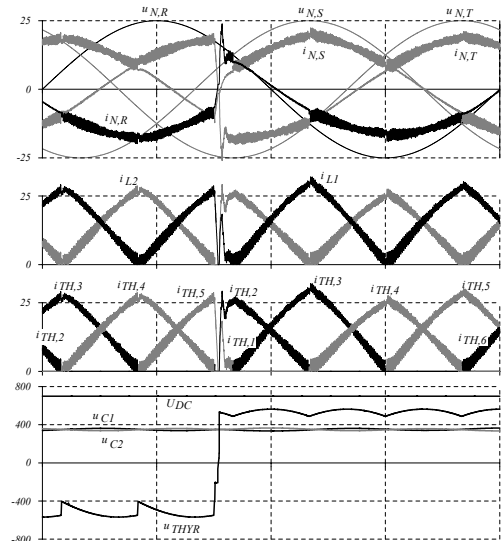 u N,R u N,S u N,T
25
i N,S i N,T
0
i N,R
-25
i L2 i L1
25
0
i TH,3 i TH,4 i TH,5 i TH,2 i TH,3 i TH,4 i TH,5
25
i TH,2 i TH,1 i TH,6
0
800
U DC
400
u C1
u C2
0
-400
u THYR
-800